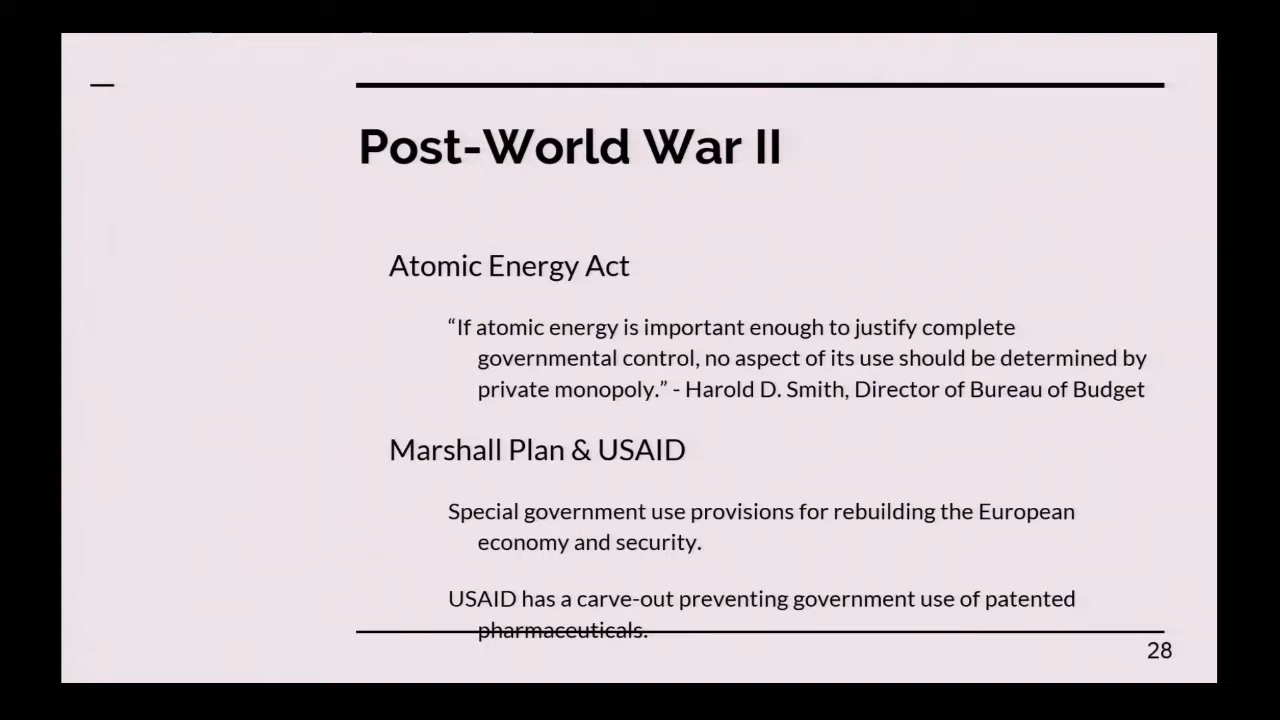 Post-World War II
Atomic Energy Act
“If atomic energy is important enough to justify complete
governmental control, no aspect of its use should be determined by
private monopoly.” - Harold D. Smith, Director of Bureau of Budget
Marshall Plan & USAID
Special government use provisions for rebuilding the European
economy and security.
USAID has a carve-out preventing government use of patented
pharmaceuticals.
28